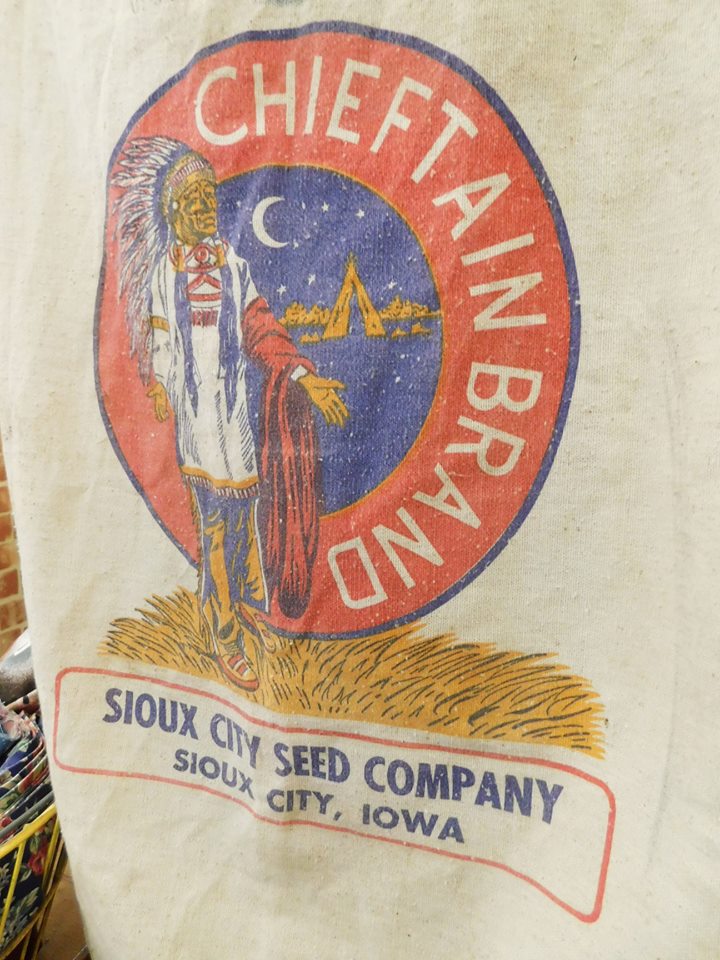 CHIEFTAIN BRAND
SIOUX CITY SEED COMPANY
SIOUX CITY, IOWA